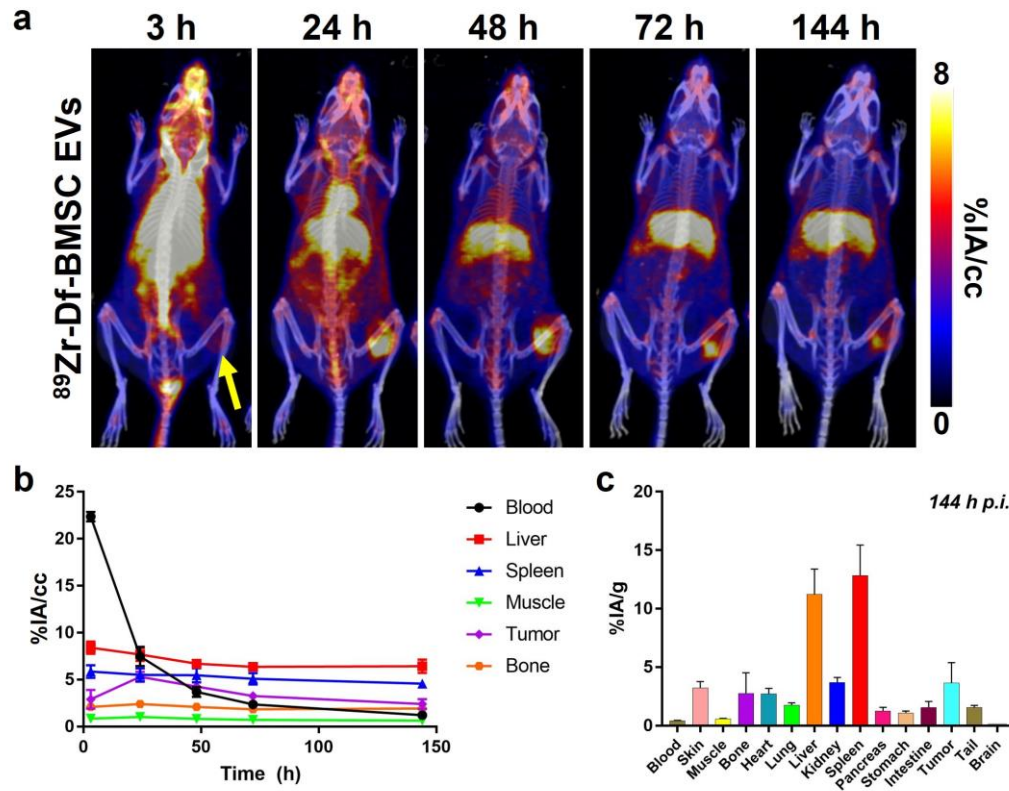 a
3 h 24 h 48 h 72 h 144 h
⁸⁹Zr-Df-BMSC EVs
8
%IA/cc
0
b
25
20
15
10
5
0
%IA/cc
0 50 100 150
Time (h)
Blood
Liver
Spleen
Muscle
Tumor
Bone
c
144 h p.i.
20
15
10
5
0
%IA/g
Blood
Skin
Muscle
Bone
Heart
Lung
Liver
Kidney
Spleen
Pancreas
Stomach
Intestine
Tumor
Tail
Brain